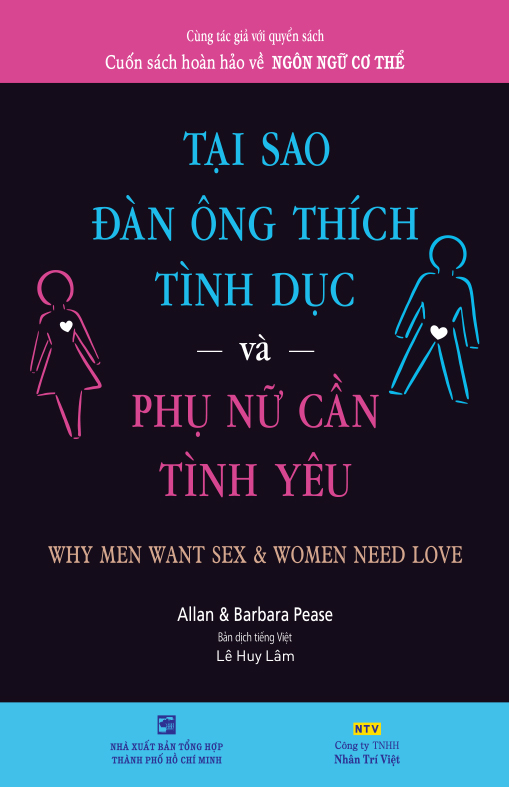 Cùng tác giả với quyển sách
Cuốn sách hoàn hảo về NGÔN NGỮ CƠ THỂ
TẠI SAO
ĐÀN ÔNG THÍCH
TÌNH DỤC
— và —
PHỤ NỮ CẦN
TÌNH YÊU
WHY MEN WANT SEX & WOMEN NEED LOVE
Allan & Barbara Pease
Bản dịch tiếng Việt
Lê Huy Lâm
NHÀ XUẤT BẢN TỔNG HỢP
THÀNH PHỐ HỒ CHÍ MINH
NTV
Công ty TNHH
Nhân Trí Việt